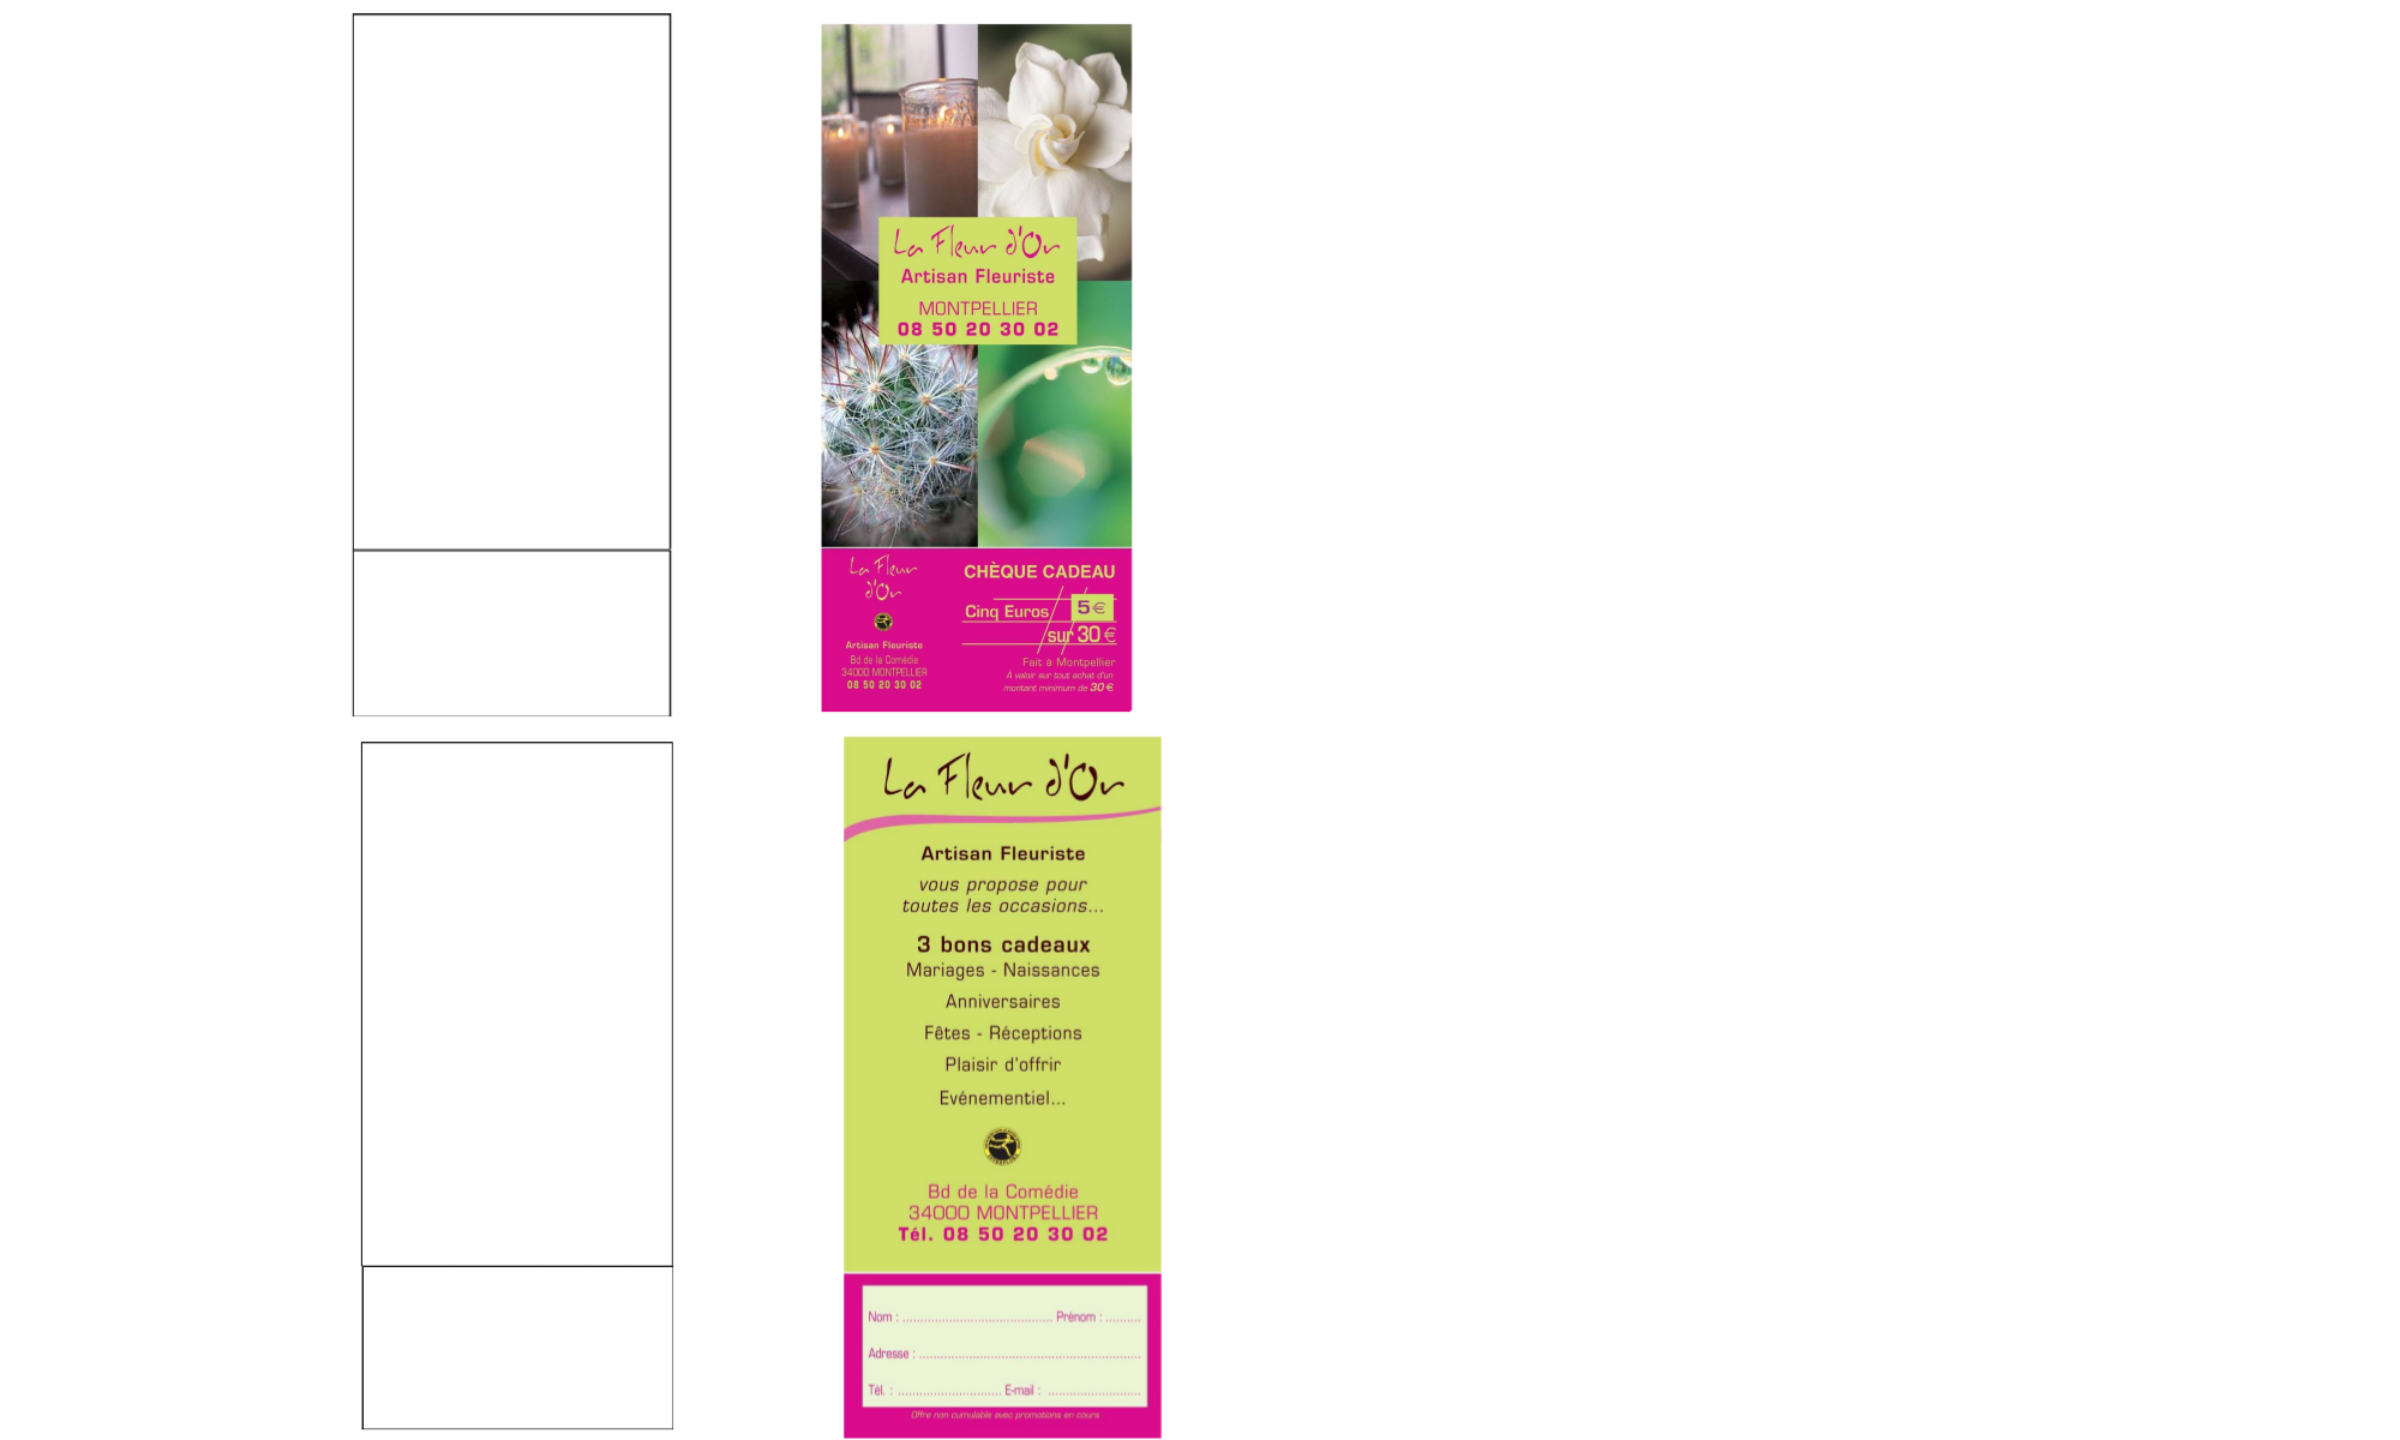 La Fleur d'Or
Artisan Fleuriste
MONTPELLIER
08 50 20 30 02
La Fleur
d'Or
Artisan Fleuriste
Bd de la Comédie
34000 MONTPELLIER
08 50 20 30 02
CHÈQUE CADEAU
Cinq Euros 5€
sur 30 €
Fait à Montpellier
À valoir sur tout achat d'un
montant minimum de 30 €
La Fleur d'Or
Artisan Fleuriste
vous propose pour
toutes les occasions...
3 bons cadeaux
Mariages - Naissances
Anniversaires
Fêtes - Réceptions
Plaisir d'offrir
Evénementiel...
Bd de la Comédie
34000 MONTPELLIER
Tél. 08 50 20 30 02
Nom : .......................................... Prénom : ..........
Adresse : ..............................................................
Tél. : ............................. E-mail : ..........................
Offre non cumulable avec promotions en cours